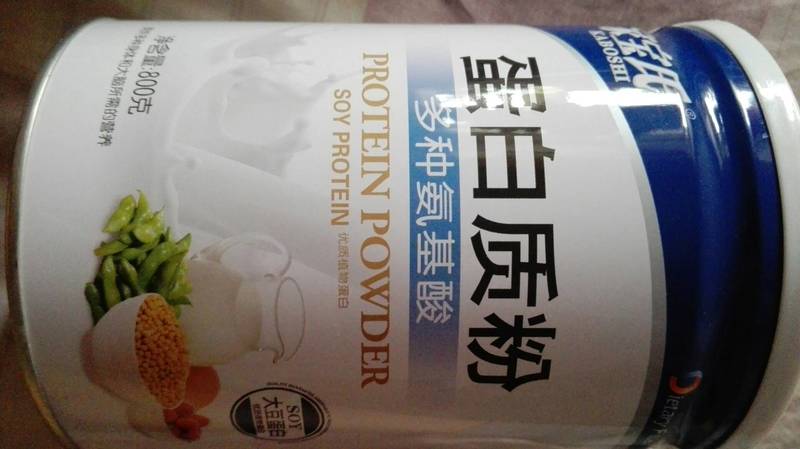 KABOSHI
®
蛋白质粉
多种氨基酸
PROTEIN POWDER
SOY PROTEIN 优质植物蛋白
净含量:800克
SOY
大豆蛋白